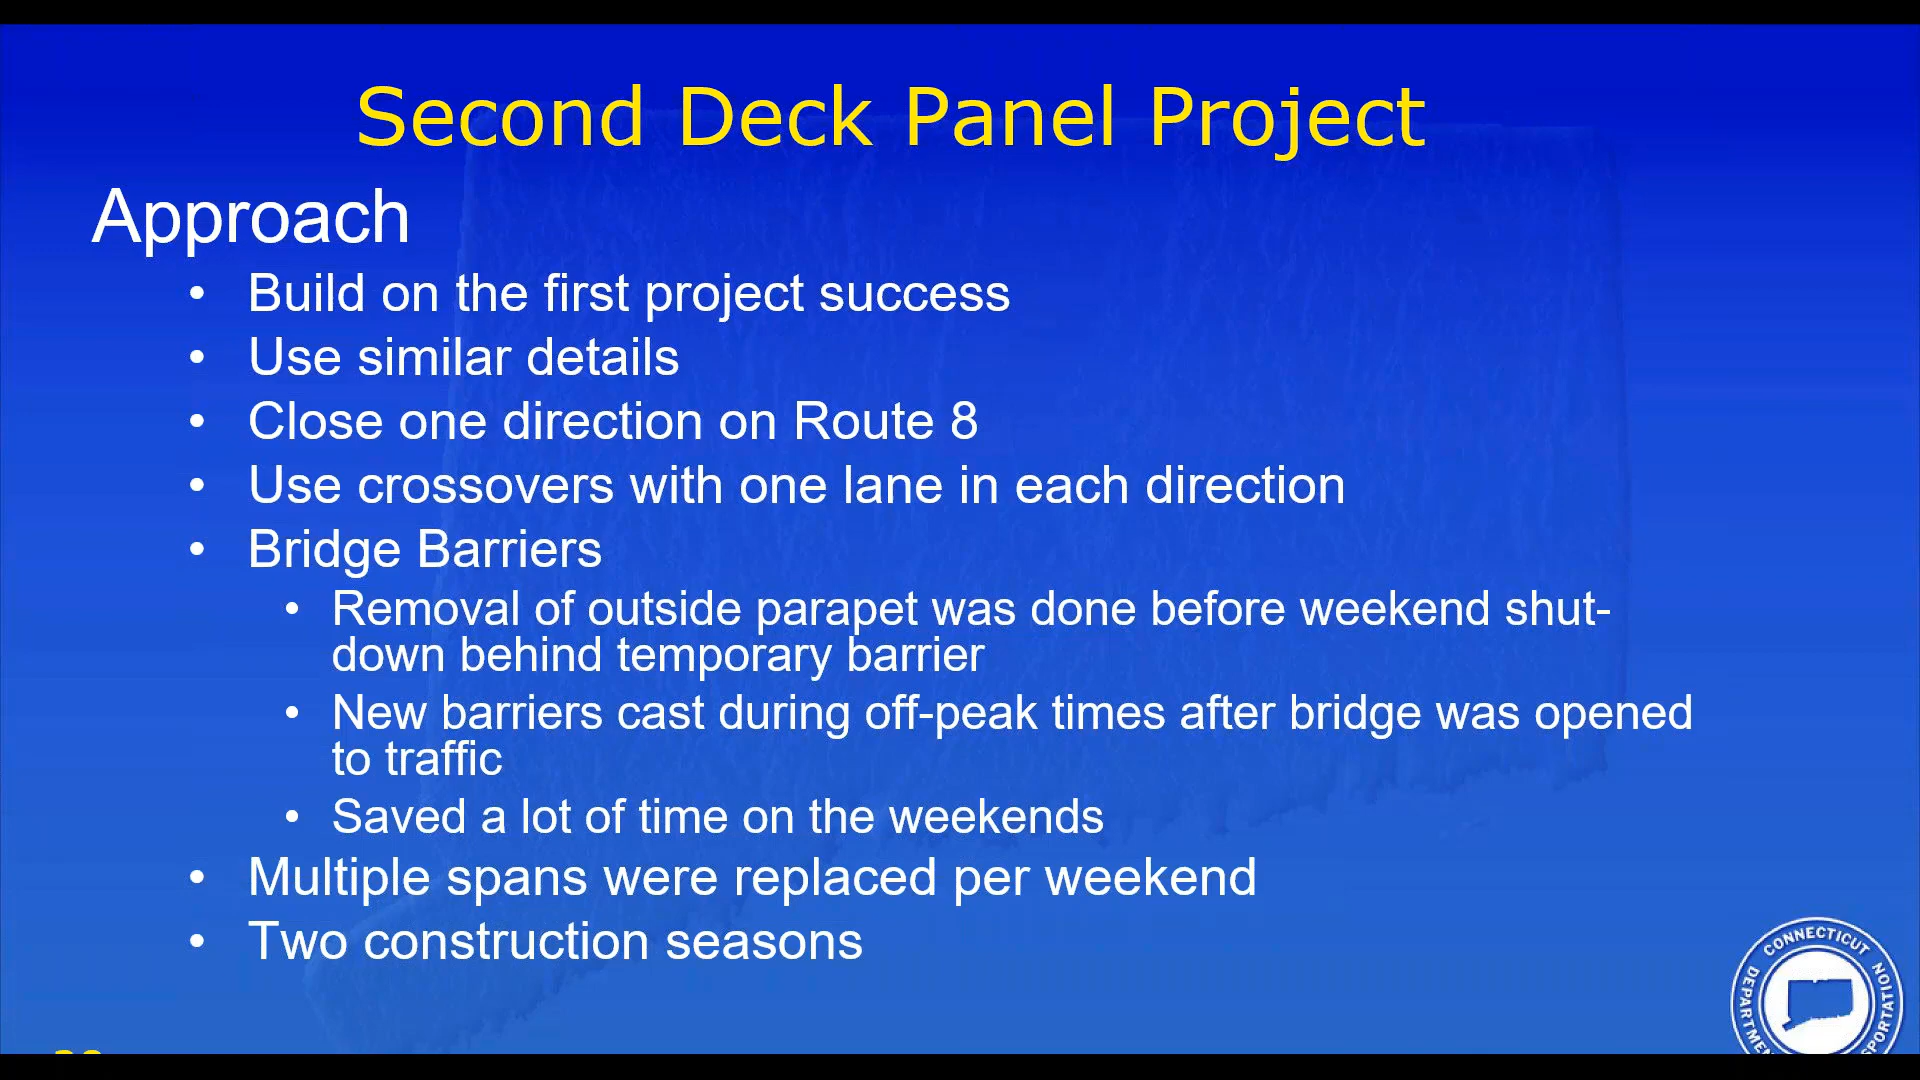 Second Deck Panel Project
Approach
• Build on the first project success
• Use similar details
• Close one direction on Route 8
• Use crossovers with one lane in each direction
• Bridge Barriers
• Removal of outside parapet was done before weekend shut-
down behind temporary barrier
• New barriers cast during off-peak times after bridge was opened
to traffic
• Saved a lot of time on the weekends
• Multiple spans were replaced per weekend
• Two construction seasons
CONNECTICUT